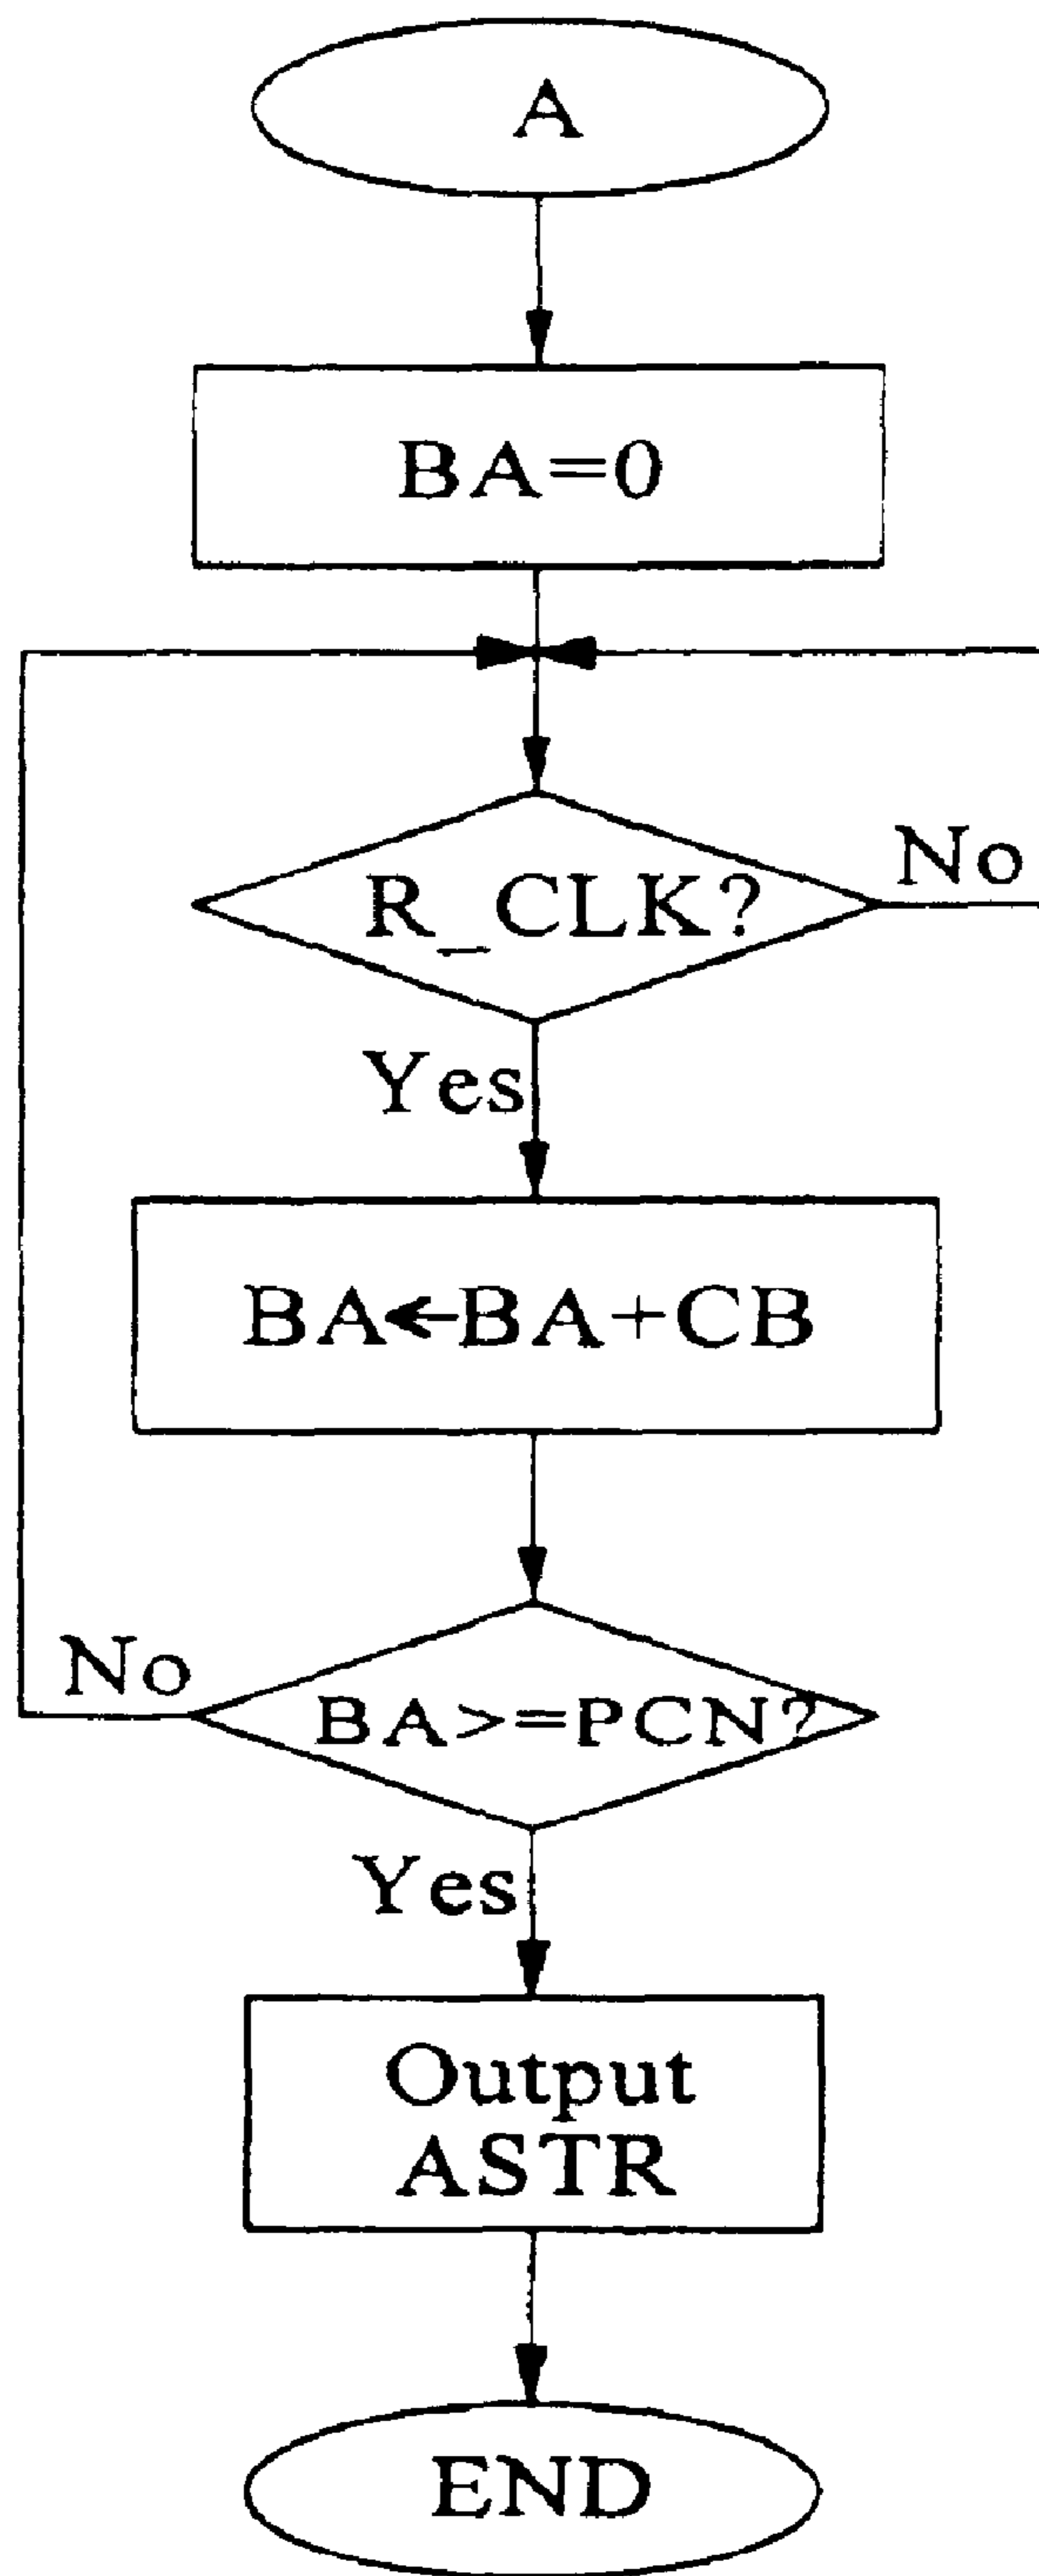 A
BA=0
R_CLK?
No
Yes
BA←BA+CB
No
BA>=PCN?
Yes
Output
ASTR
END